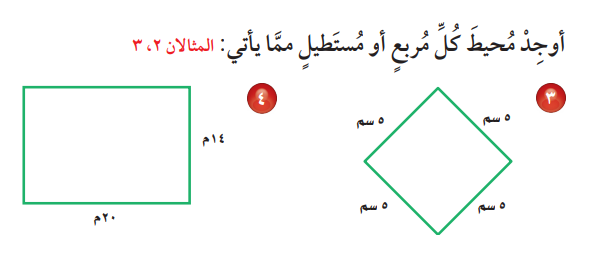 أوجِدْ مُحيطَ كُلِّ مُربعٍ أو مُستَطيلٍ ممَّا يأتي: المثالان ٢، ٣
٣
٥ سم
٥ سم
٥ سم
٥ سم
٤
١٤م
٢٠م